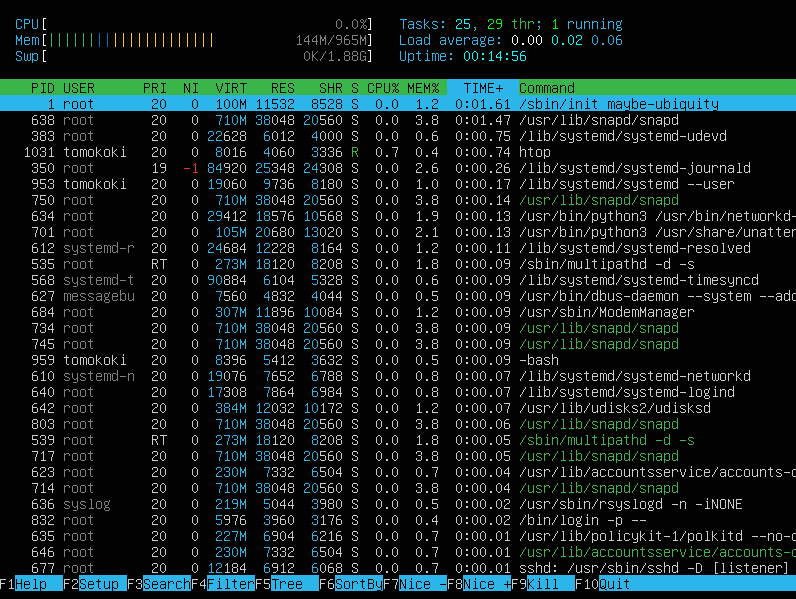 CPU[ 0.0%] Tasks: 25, 29 thr; 1 running
Mem[|||||||||||||||||||||| 144M/965M] Load average: 0.00 0.02 0.06
Swp[ 0K/1.88G] Uptime: 00:14:56
PID USER PRI NI VIRT RES SHR S CPU% MEM% TIME+ Command
1 root 20 0 100M 11532 8528 S 0.0 1.2 0:01.61 /sbin/init maybe-ubiquity
638 root 20 0 710M 38048 20560 S 0.0 3.8 0:01.47 /usr/lib/snapd/snapd
383 root 20 0 22628 6012 4000 S 0.0 0.6 0:00.75 /lib/systemd/systemd-udevd
1031 tomokoki 20 0 8016 4060 3336 R 0.7 0.4 0:00.74 htop
350 root 19 -1 84920 25348 24308 S 0.0 2.6 0:00.26 /lib/systemd/systemd-journald
953 tomokoki 20 0 19060 9736 8180 S 0.0 1.0 0:00.17 /lib/systemd/systemd --user
750 root 20 0 710M 38048 20560 S 0.0 3.8 0:00.14 /usr/lib/snapd/snapd
634 root 20 0 29412 18576 10568 S 0.0 1.9 0:00.13 /usr/bin/python3 /usr/bin/network­d-
701 root 20 0 105M 20680 13020 S 0.0 2.1 0:00.13 /usr/bin/python3 /usr/share/unatten
612 systemd-r 20 0 24684 12228 8164 S 0.0 1.2 0:00.11 /lib/systemd/systemd-resolved
535 root RT 0 273M 18120 8208 S 0.0 1.8 0:00.09 /sbin/multipathd -d -s
568 systemd-t 20 0 90884 6104 5328 S 0.0 0.6 0:00.09 /lib/systemd/systemd-timesyncd
627 messagebu 20 0 7560 4832 4044 S 0.0 0.5 0:00.09 /usr/bin/dbus-daemon --system --add
684 root 20 0 307M 11896 10084 S 0.0 1.2 0:00.09 /usr/sbin/ModemManager
734 root 20 0 710M 38048 20560 S 0.0 3.8 0:00.09 /usr/lib/snapd/snapd
745 root 20 0 710M 38048 20560 S 0.0 3.8 0:00.09 /usr/lib/snapd/snapd
959 tomokoki 20 0 8396 5412 3632 S 0.0 0.5 0:00.09 -bash
610 systemd-n 20 0 19076 7652 6788 S 0.0 0.8 0:00.07 /lib/systemd/systemd-networkd
640 root 20 0 17308 7864 6984 S 0.0 0.8 0:00.07 /lib/systemd/systemd-logind
642 root 20 0 384M 12032 10172 S 0.0 1.2 0:00.07 /usr/lib/udisks2/udisksd
803 root 20 0 710M 38048 20560 S 0.0 3.8 0:00.06 /usr/lib/snapd/snapd
539 root RT 0 273M 18120 8208 S 0.0 1.8 0:00.05 /sbin/multipathd -d -s
717 root 20 0 710M 38048 20560 S 0.0 3.8 0:00.05 /usr/lib/snapd/snapd
623 root 20 0 230M 7332 6504 S 0.0 0.7 0:00.04 /usr/lib/accountsservice/accounts-d
714 root 20 0 710M 38048 20560 S 0.0 3.8 0:00.04 /usr/lib/snapd/snapd
636 syslog 20 0 219M 5044 3980 S 0.0 0.5 0:00.02 /usr/sbin/rsyslogd -n -iNONE
832 root 20 0 5976 3960 3176 S 0.0 0.4 0:00.02 /bin/login -p --
635 root 20 0 227M 6904 6216 S 0.0 0.7 0:00.01 /usr/lib/policykit-1/polkitd --no-d
646 root 20 0 230M 7332 6504 S 0.0 0.7 0:00.01 /usr/lib/accountsservice/accounts-d
677 root 20 0 12184 6912 6068 S 0.0 0.7 0:00.01 sshd: /usr/sbin/sshd -D [listener]
F1Help F2Setup F3SearchF4FilterF5Tree F6SortByF7Nice -F8Nice +F9Kill F10Quit